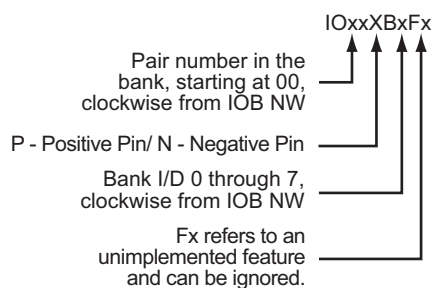 IOxxXBxFx
Pair number in the
bank, starting at 00,
clockwise from IOB NW
P - Positive Pin/ N - Negative Pin
Bank I/D 0 through 7,
clockwise from IOB NW
Fx refers to an
unimplemented feature
and can be ignored.